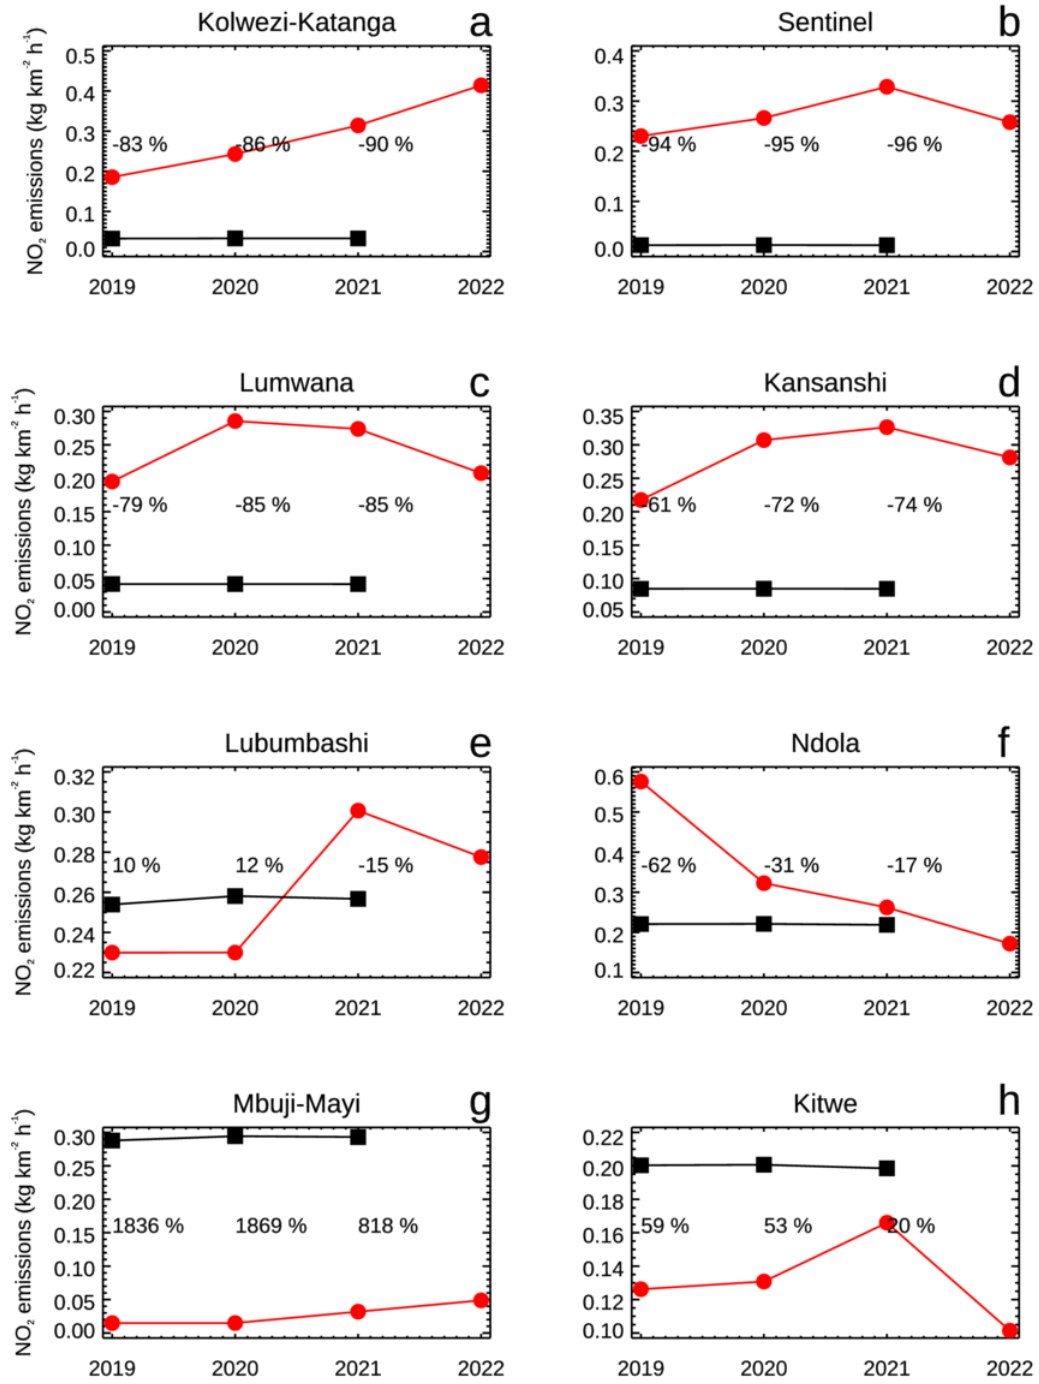 Kolwezi-Katanga a
NO₂ emissions (kg km⁻² h⁻¹)
0.5
0.4
0.3
0.2
0.1
0.0
-83 % -86 % -90 %
2019 2020 2021 2022
Sentinel b
0.4
0.3
0.2
0.1
0.0
-94 % -95 % -96 %
2019 2020 2021 2022
Lumwana c
NO₂ emissions (kg km⁻² h⁻¹)
0.30
0.25
0.20
0.15
0.10
0.05
0.00
-79 % -85 % -85 %
2019 2020 2021 2022
Kansanshi d
0.35
0.30
0.25
0.20
0.15
0.10
0.05
-61 % -72 % -74 %
2019 2020 2021 2022
Lubumbashi e
NO₂ emissions (kg km⁻² h⁻¹)
0.32
0.30
0.28
0.26
0.24
0.22
10 % 12 % -15 %
2019 2020 2021 2022
Ndola f
0.6
0.5
0.4
0.3
0.2
0.1
-62 % -31 % -17 %
2019 2020 2021 2022
Mbuji-Mayi g
NO₂ emissions (kg km⁻² h⁻¹)
0.30
0.25
0.20
0.15
0.10
0.05
0.00
1836 % 1869 % 818 %
2019 2020 2021 2022
Kitwe h
0.22
0.20
0.18
0.16
0.14
0.12
0.10
59 % 53 % 20 %
2019 2020 2021 2022